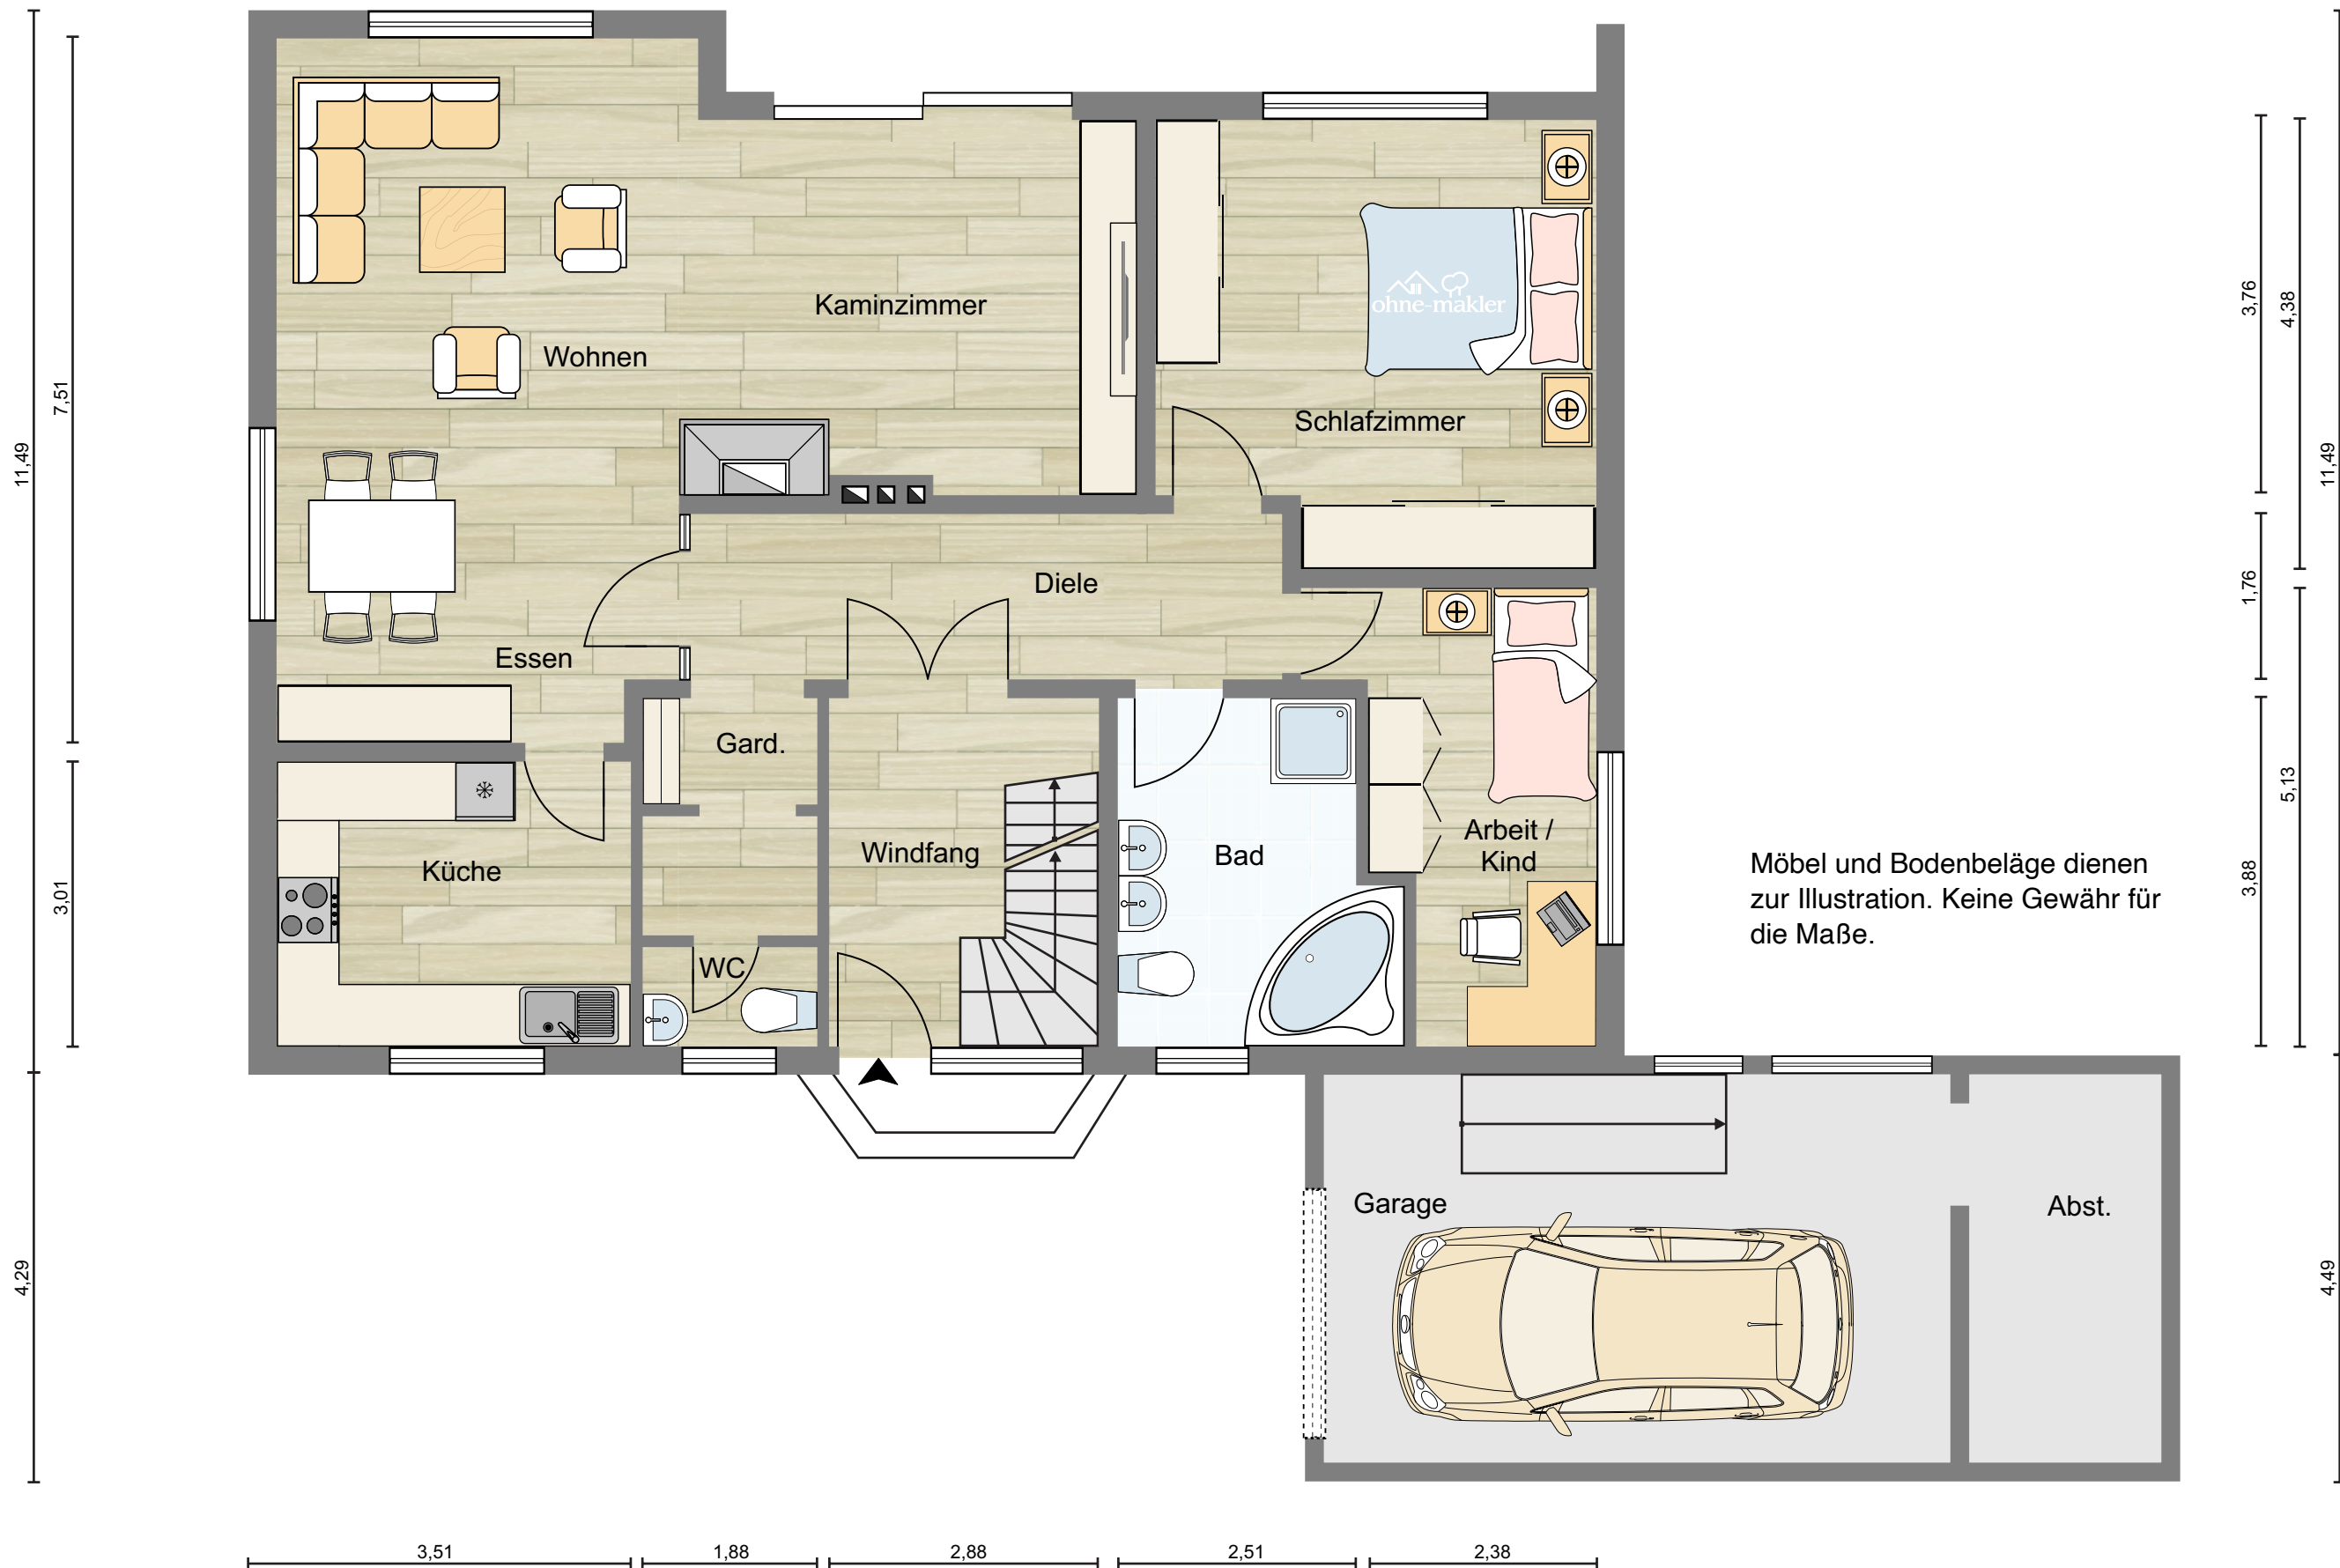 Kaminzimmer
ohne-makler
Wohnen
Schlafzimmer
Diele
Essen
Gard.
Küche
Windfang
Bad
Arbeit /
Kind
WC
Möbel und Bodenbeläge dienen
zur Illustration. Keine Gewähr für
die Maße.
Garage
Abst.
11,49
7,51
3,01
4,29
3,76
4,38
11,49
1,76
5,13
3,88
4,49
3,51
1,88
2,88
2,51
2,38